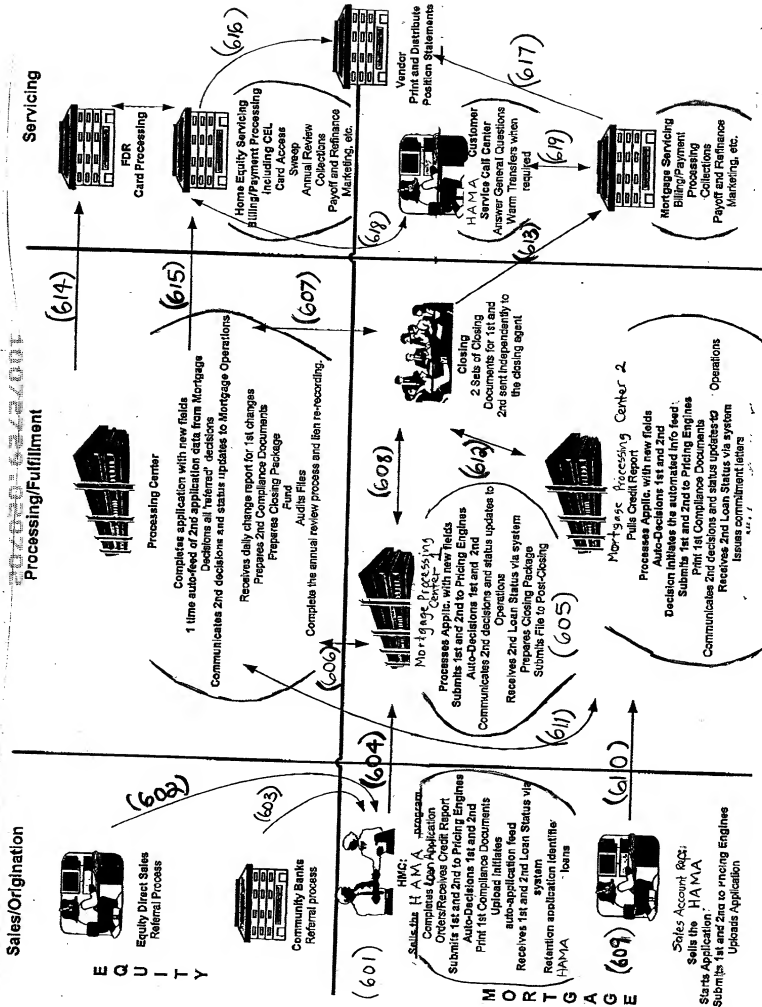 Sales/Origination
Processing/Fulfillment
Servicing
EQUITY
Equity Direct Sales
Referral Process
(602)
Community Banks
Referral process
(603)
(601)
HMC:
Sells the HAMA program
Completes Loan Application
Orders/Receives Credit Report
Submits 1st and 2nd to Pricing Engines
Auto-Decisions 1st and 2nd
Print 1st Compliance Documents
Upload Initiates
auto-application feed
Receives 1st and 2nd Loan Status via
system
Retention application identifier
HAMA loans
(604)
MORTGAGE
(609)
Sales Account Reps:
Sells the HAMA
Starts Application:
Submits 1st and 2nd to Pricing Engines
Uploads Application
(610)
Processing Center
Completes application with new fields
1 time auto-feed of 2nd application data from Mortgage
Decisions all 'referred' decisions
Communicates 2nd decisions and status updates to Mortgage Operations
Receives daily change report for 1st changes
Prepares 2nd Compliance Documents
Preperes Closing Package
Fund
Audits Files
Complete the annual review process and lien re-recording.
(606)
(607)
(614)
(615)
Mortgage Processing
Center 1
Processes Applic. with new fields
Submits 1st and 2nd to Pricing Engines
Auto-Decisions 1st and 2nd
Communicates 2nd decisions and status updates to
Operations
Receives 2nd Loan Status via system
Prepares Closing Package
Submits File to Post-Closing
(605)
(608)
(611)
(612)
Closing
2 Sets of Closing
Documents for 1st and
2nd sent independently to
the closing agent
(613)
Mortgage Processing Center 2
Pulls Credit Report
Processes Applic. with new fields
Auto-Decisions 1st and 2nd
Decision Initiates the automated info feed
Submits 1st and 2nd to Pricing Engines
Print 1st Compliance Documents
Communicates 2nd decisions and status updates to Operations
Receives 2nd Loan Status via system
Issues commitment letters
FDR
Card Processing
Home Equity Servicing
Billing/Payment Processing
Including CEL
Card Access
Sweep
Annual Review
Collections
Payoff and Refinance
Marketing, etc.
(616)
Vendor
Print and Distribute
Position Statements
(618)
HAMA Customer
Service Call Center
Answer General Questions
Warm Transfers when
required
(617)
(619)
Mortgage Servicing
Billing/Payment
Processing
Collections
Payoff and Refinance
Marketing, etc.